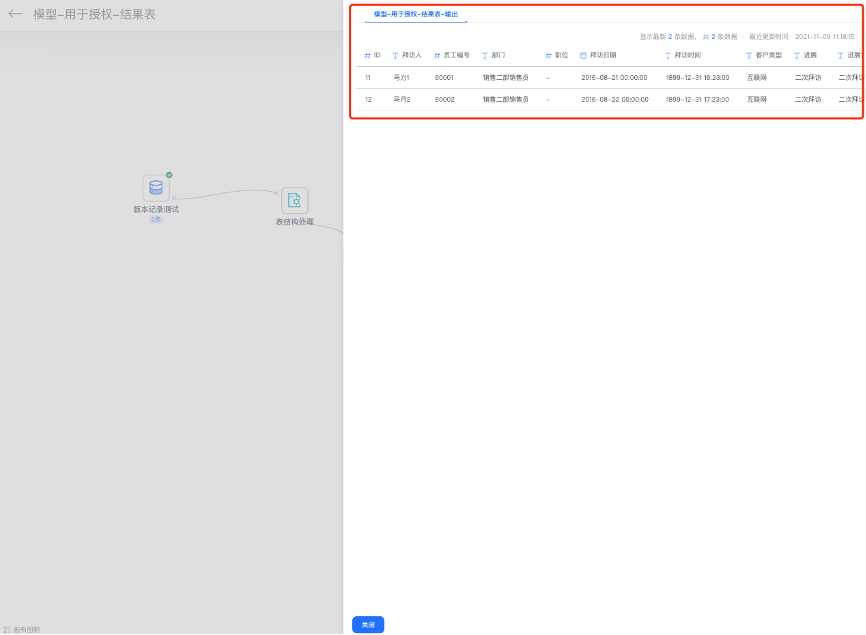 模型-用于授权-结果表
模型-用于授权-结果表-输出
显示最新 2 条数据, 共 2 条数据 · 最近更新时间: 2021-11-09 11:18:15
ID 拜访人 员工编号 部门 职位 拜访日期 拜访时间 客户类型 进展
11 马力1 60001 销售二部销售员 - 2016-08-21 00:00:00 1899-12-31 16:23:00 互联网 二次拜访 二次拜访
12 马月2 60002 销售二部销售员 - 2016-08-22 00:00:00 1899-12-31 17:23:00 互联网 二次拜访 二次拜访
版本记录测试
2条
表结构处理
画布图例
关闭